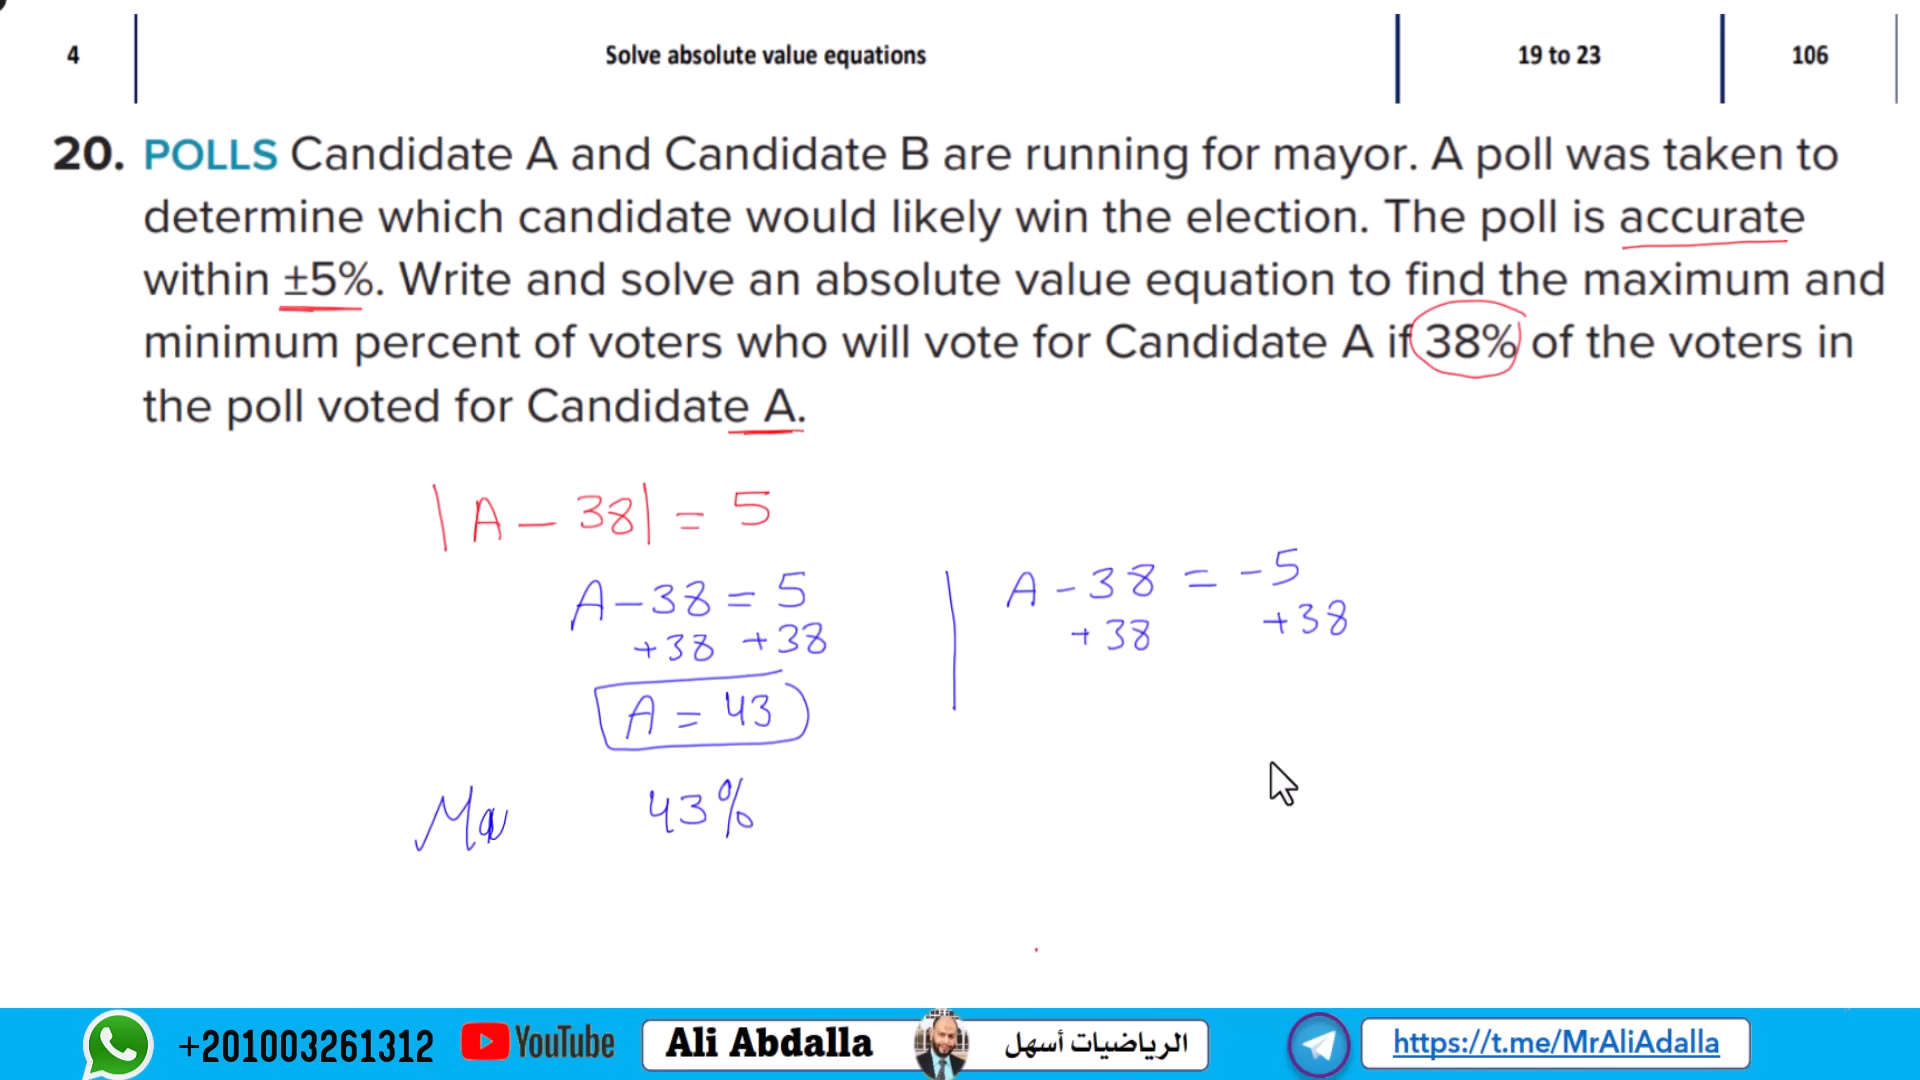 4 Solve absolute value equations 19 to 23 106
20. POLLS Candidate A and Candidate B are running for mayor. A poll was taken to
determine which candidate would likely win the election. The poll is accurate
within ±5%. Write and solve an absolute value equation to find the maximum and
minimum percent of voters who will vote for Candidate A if 38% of the voters in
the poll voted for Candidate A.
|A - 38| = 5
A - 38 = 5
+38 +38
A = 43
Ma 43%
A - 38 = -5
+38 +38
+201003261312 YouTube Ali Abdalla الرياضيات أسهل https://t.me/MrAliAdalla